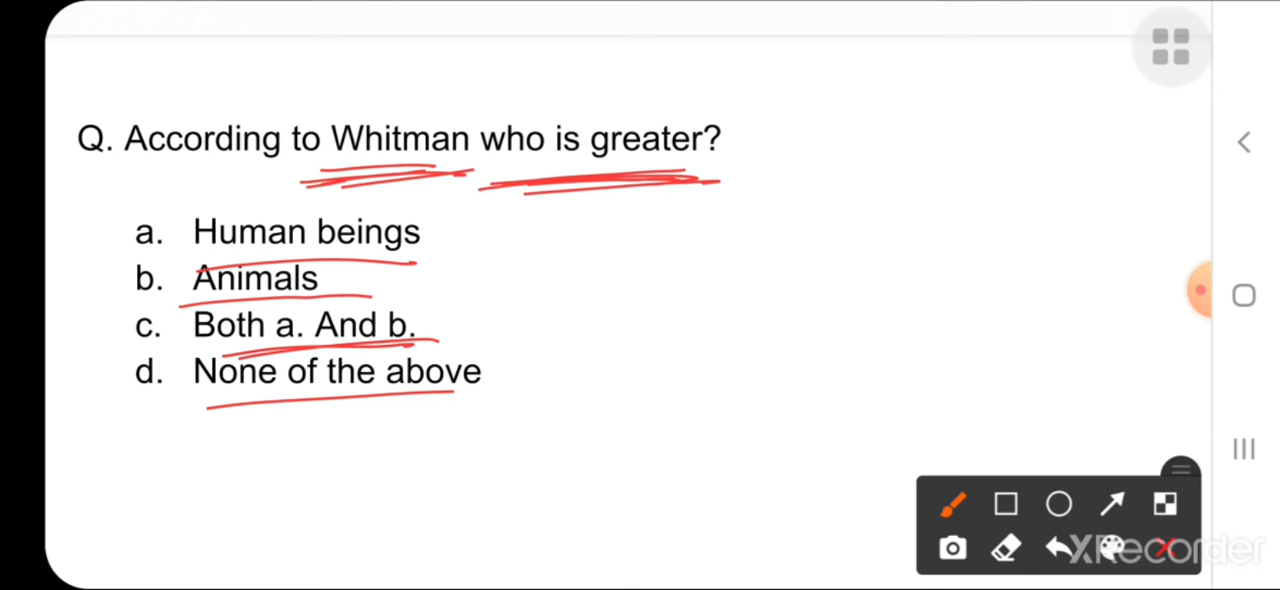 Q. According to Whitman who is greater?
a. Human beings
b. Animals
c. Both a. And b.
d. None of the above
XRecorder